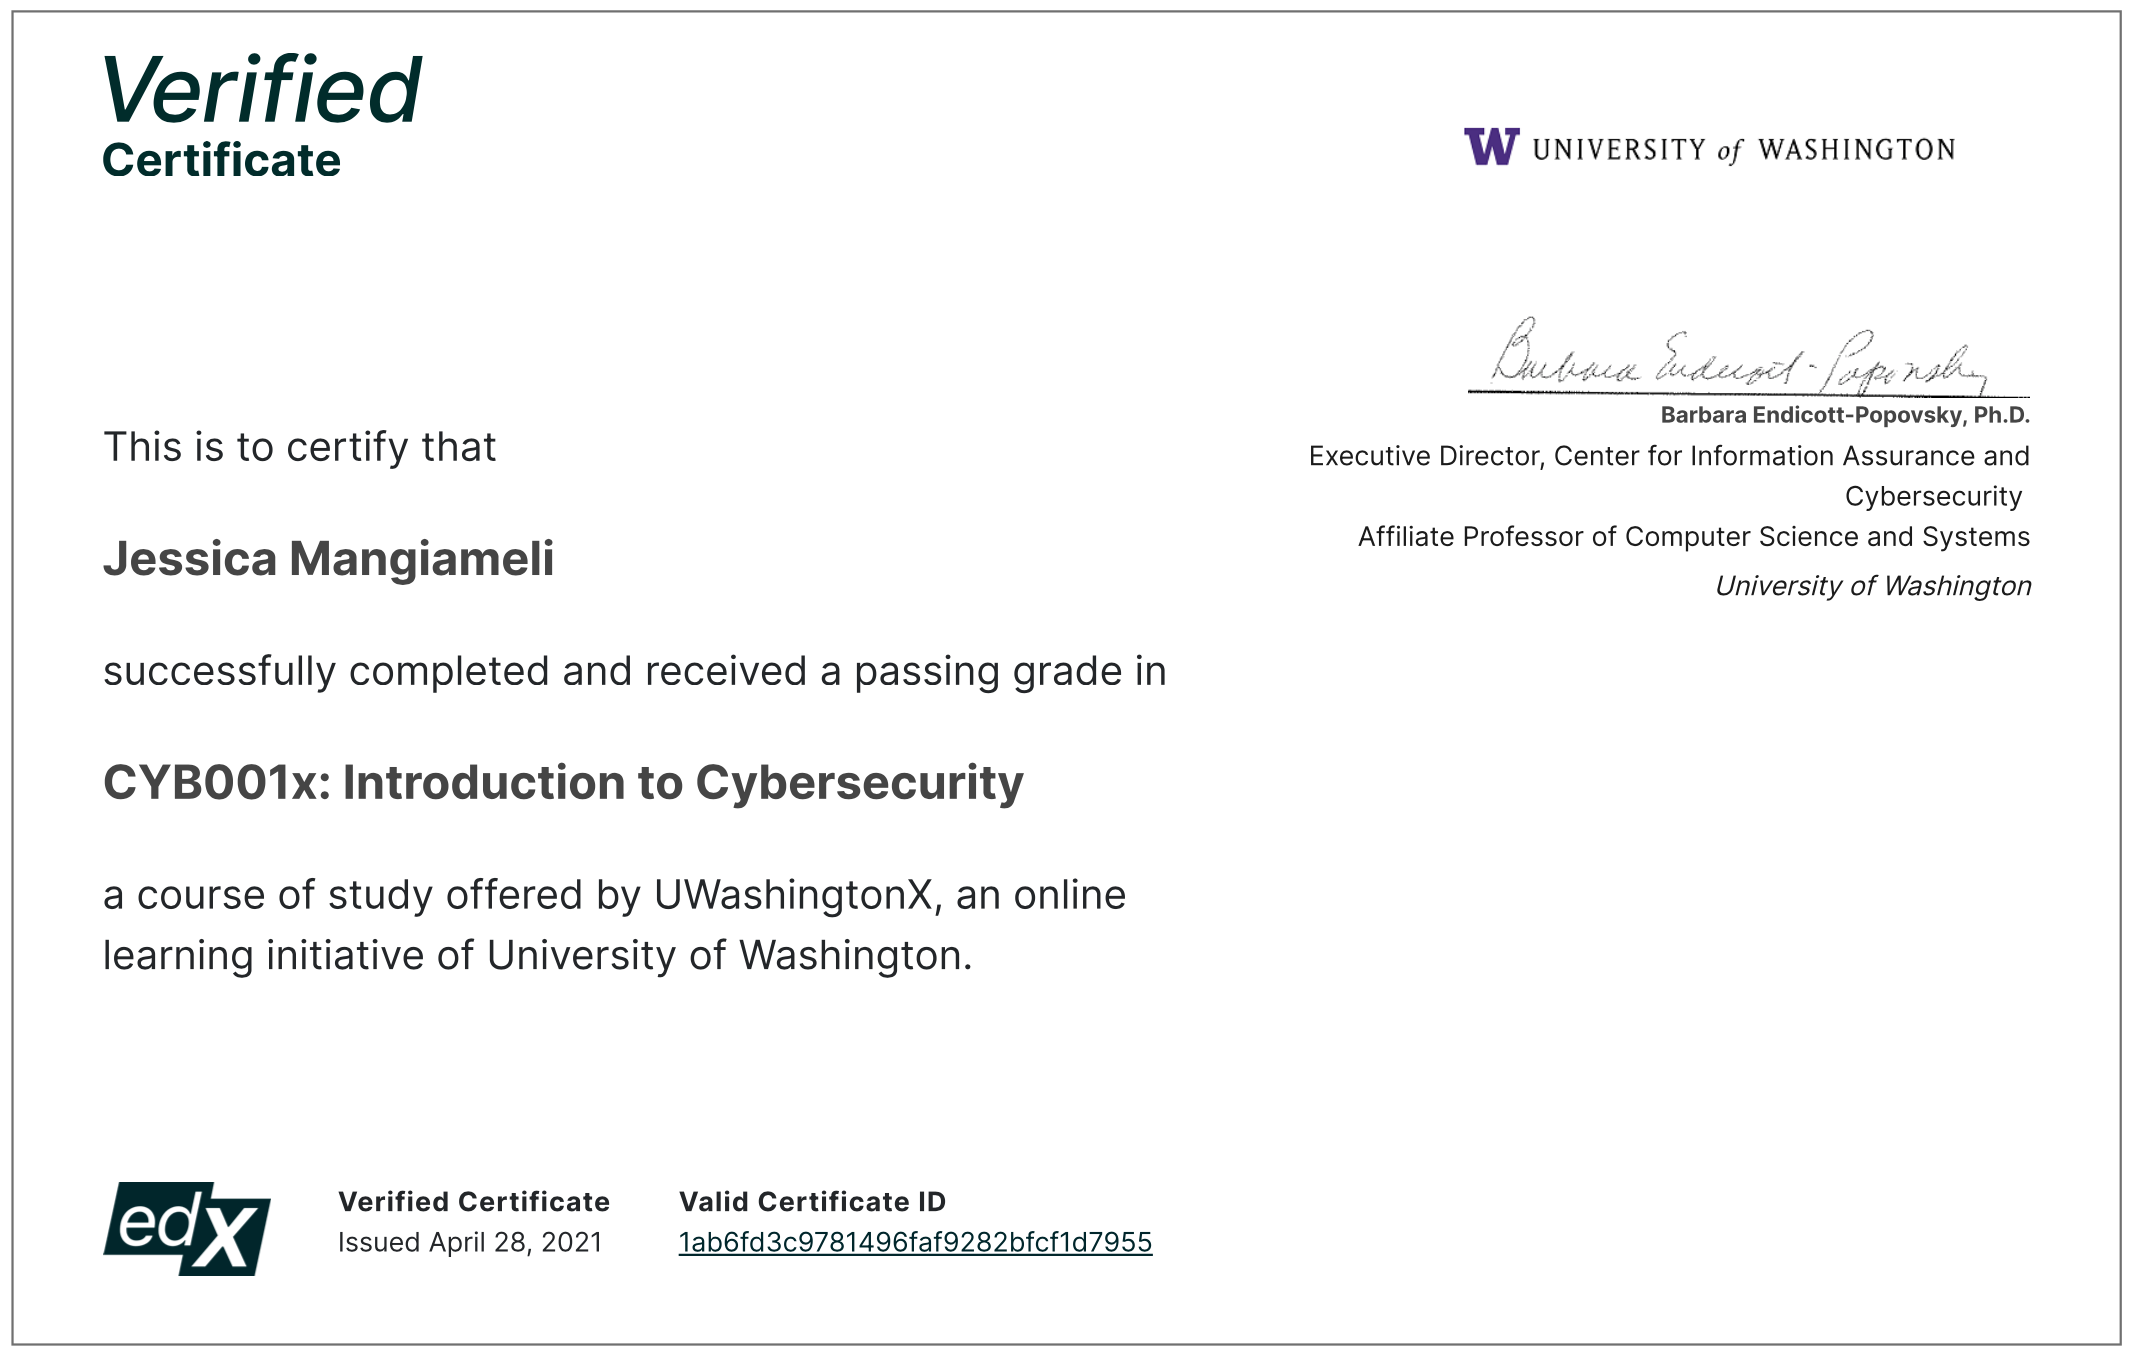 Verified
Certificate
W UNIVERSITY of WASHINGTON
Barbara Endicott-Popovsky
Barbara Endicott-Popovsky, Ph.D.
Executive Director, Center for Information Assurance and
Cybersecurity
Affiliate Professor of Computer Science and Systems
University of Washington
This is to certify that
Jessica Mangiameli
successfully completed and received a passing grade in
CYB001x: Introduction to Cybersecurity
a course of study offered by UWashingtonX, an online
learning initiative of University of Washington.
edX
Verified Certificate
Issued April 28, 2021
Valid Certificate ID
1ab6fd3c9781496faf9282bfcf1d7955